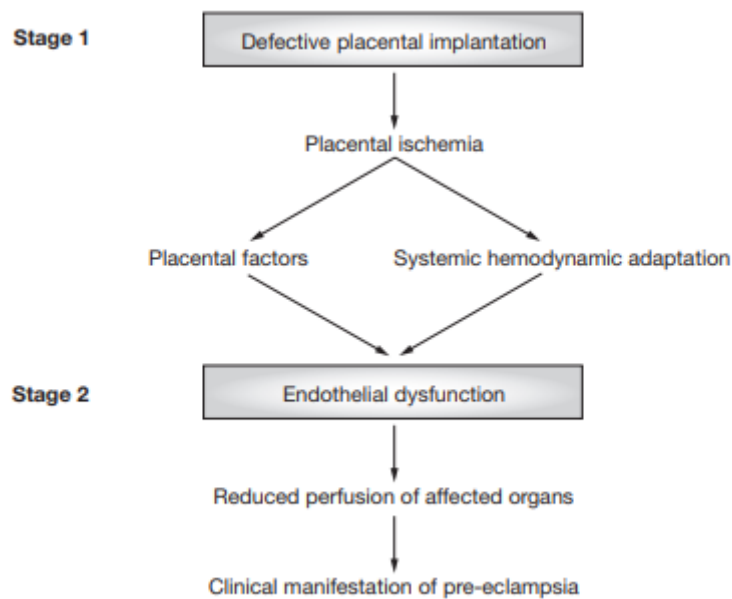 Stage 1
Defective placental implantation
Placental ischemia
Placental factors
Systemic hemodynamic adaptation
Stage 2
Endothelial dysfunction
Reduced perfusion of affected organs
Clinical manifestation of pre-eclampsia